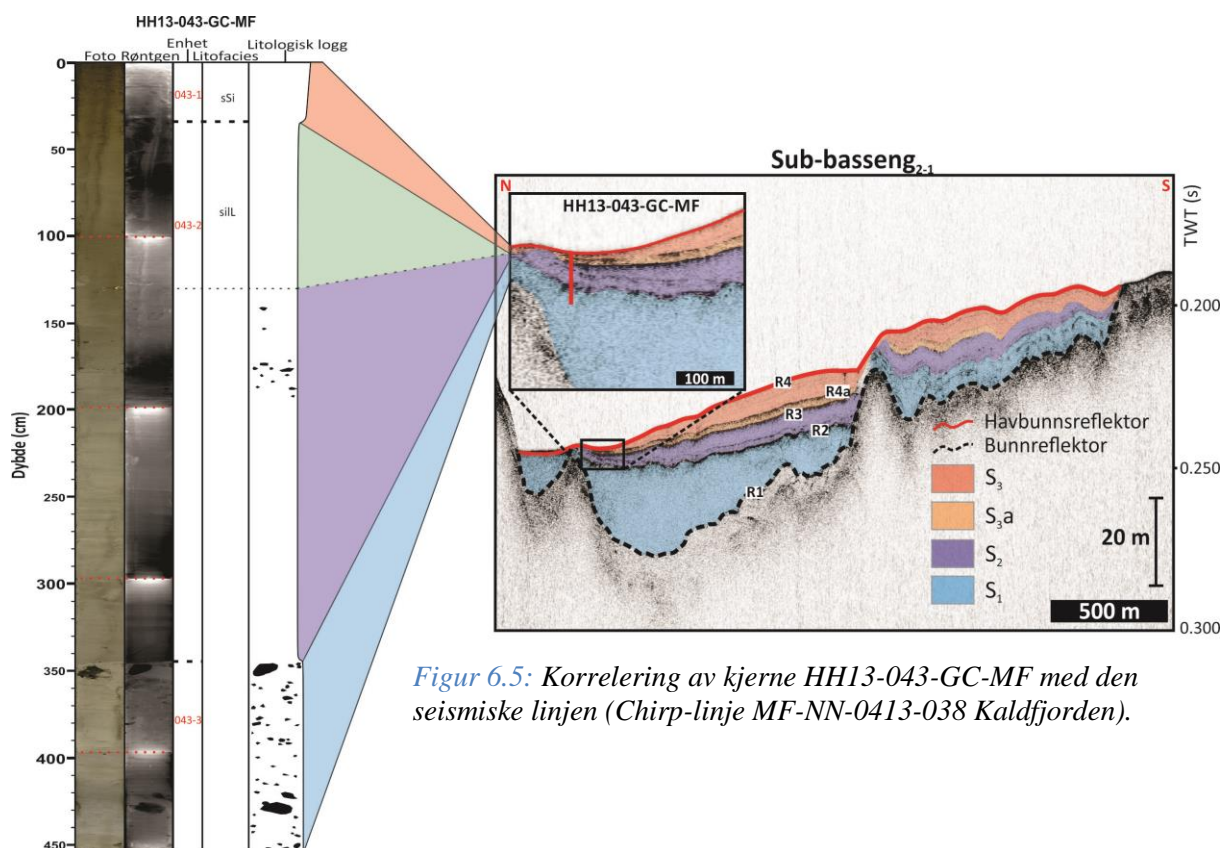 HH13-043-GC-MF
Enhet
Foto Røntgen Litofacies Litologisk logg
0
50
100
150
200
250
300
350
400
450
Dybde (cm)
043-1
sSi
043-2
silL
043-3
Sub-basseng2-1
N
S
HH13-043-GC-MF
100 m
TWT (s)
0.200
0.250
0.300
R4
R4a
R3
R2
R1
Havbunnsreflektor
Bunnreflektor
S3
S3a
S2
S1
20 m
500 m
Figur 6.5: Korrelering av kjerne HH13-043-GC-MF med den
seismiske linjen (Chirp-linje MF-NN-0413-038 Kaldfjorden).